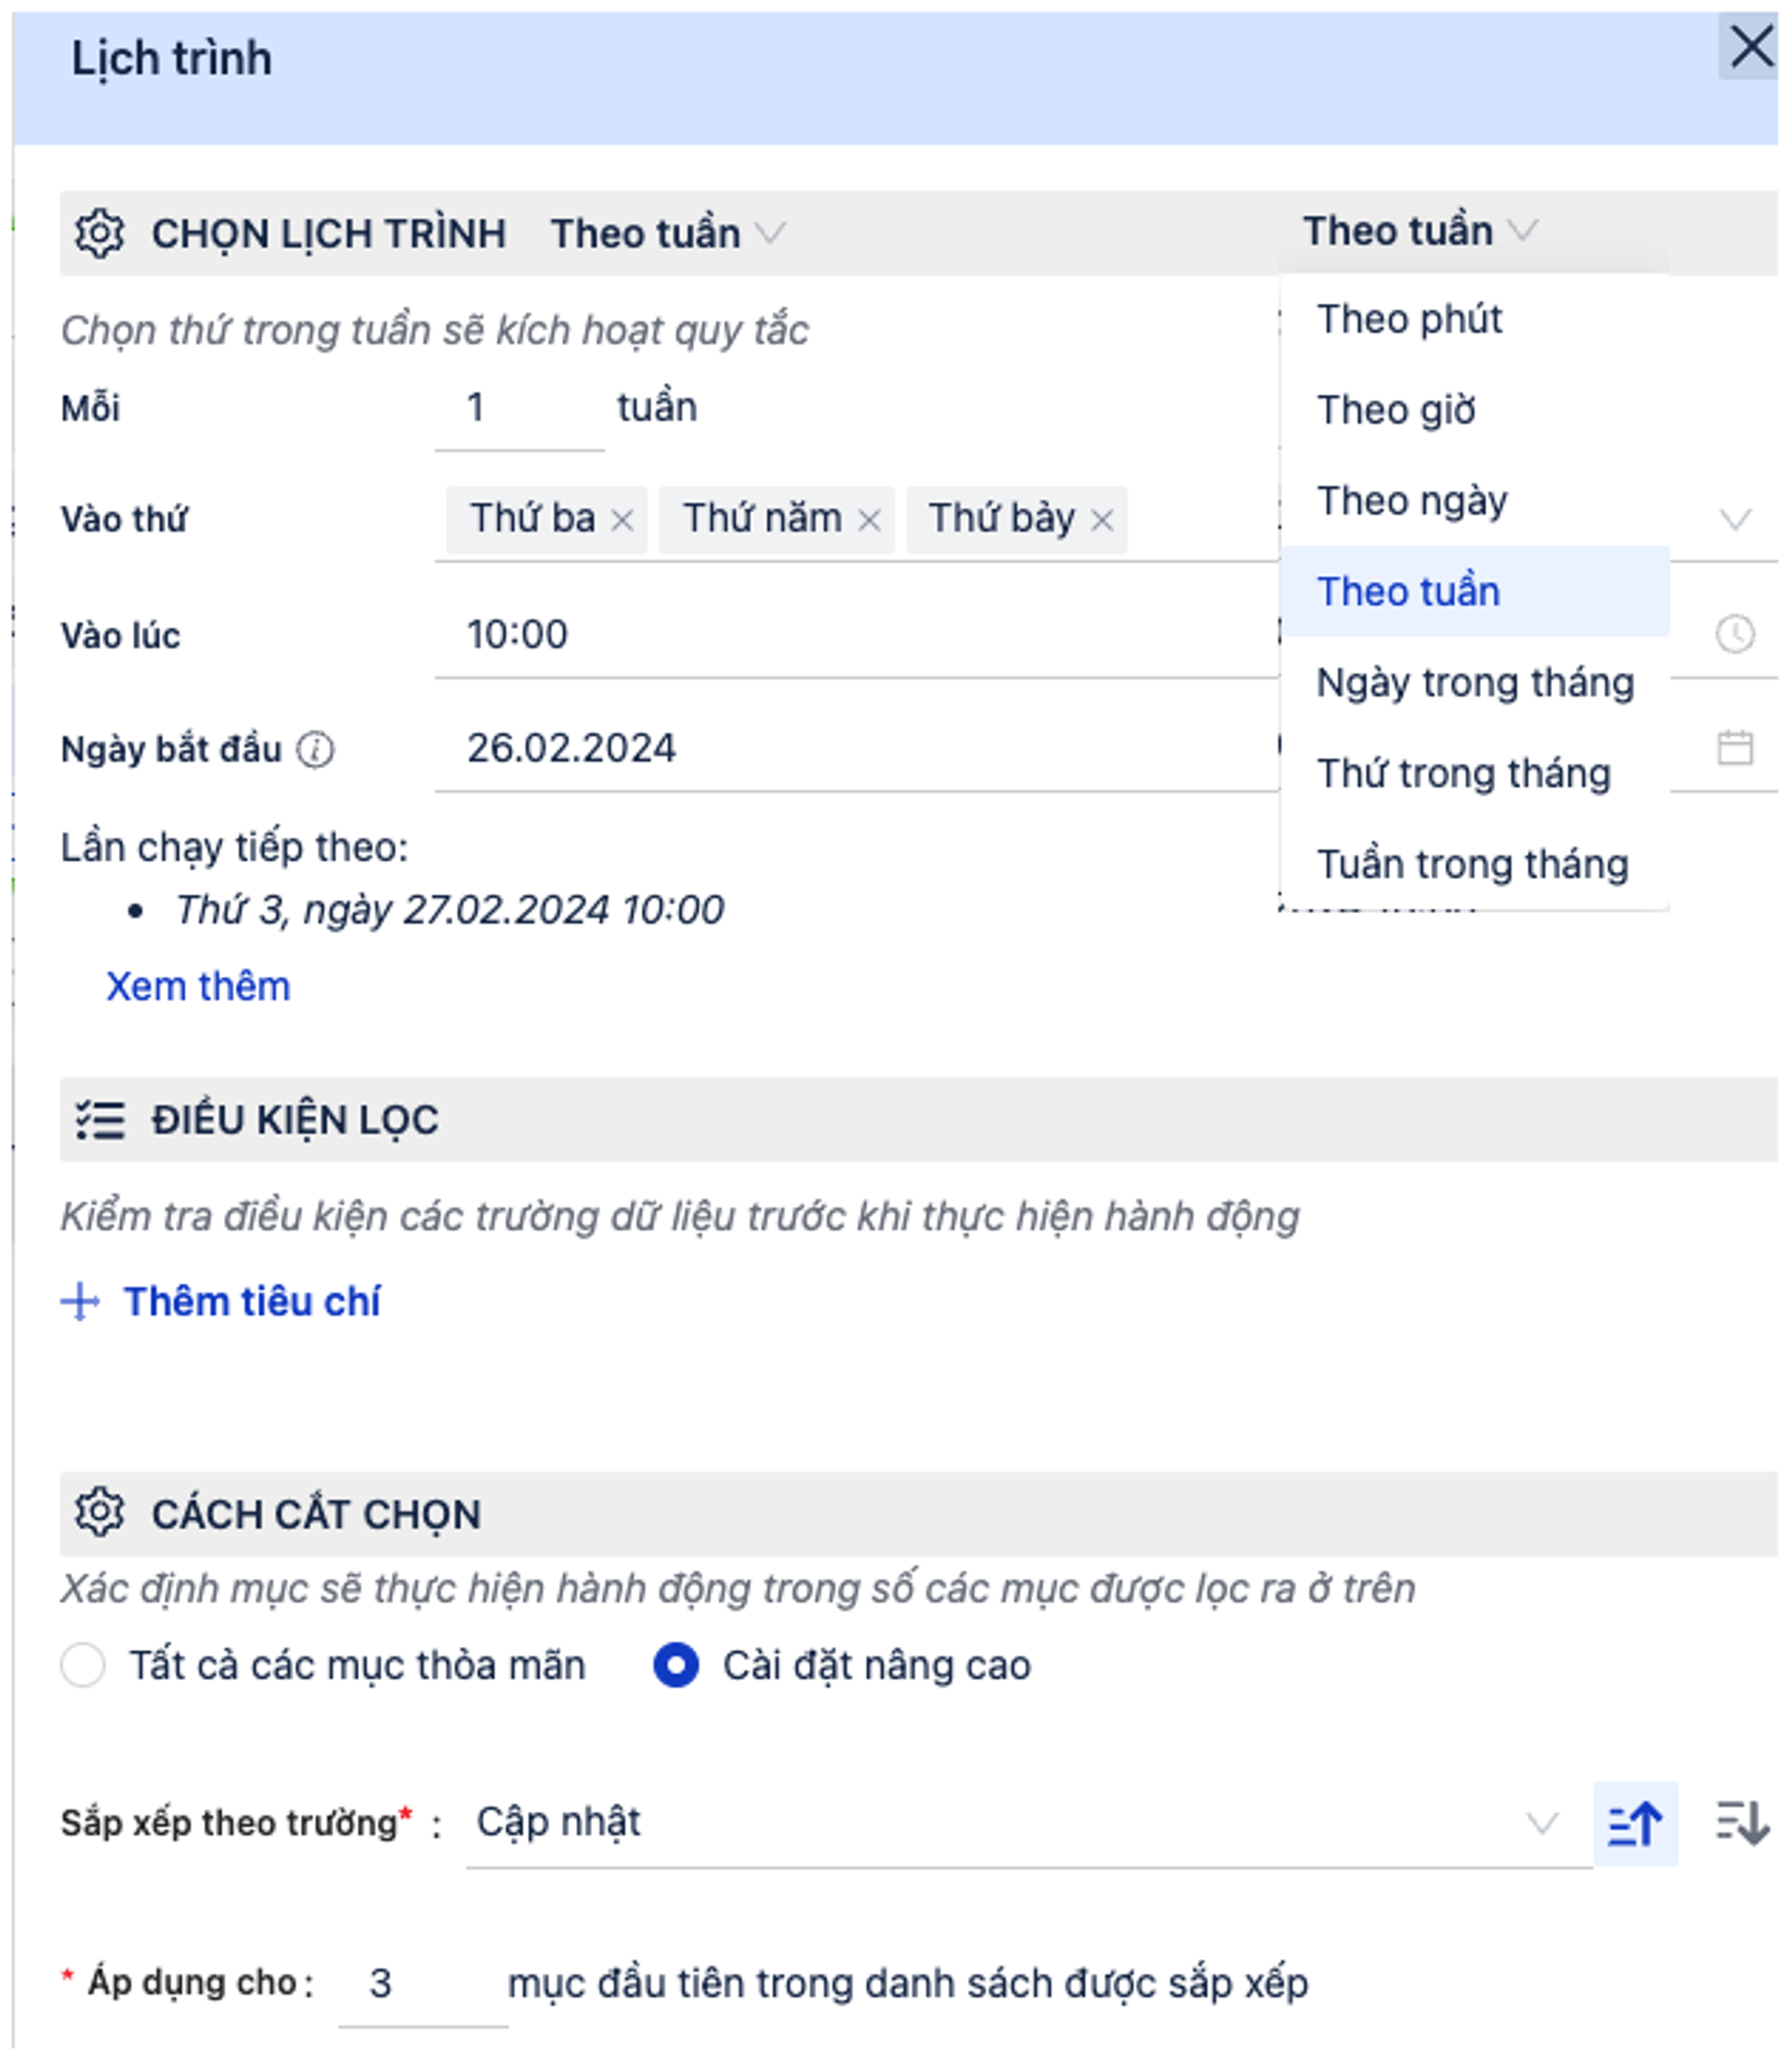 Lịch trình
CHỌN LỊCH TRÌNH Theo tuần Theo tuần
Chọn thứ trong tuần sẽ kích hoạt quy tắc
Theo phút
Mỗi 1 tuần
Theo giờ
Theo ngày
Vào thứ Thứ ba Thứ năm Thứ bảy
Theo tuần
Vào lúc 10:00
Ngày trong tháng
Ngày bắt đầu 26.02.2024
Thứ trong tháng
Lần chạy tiếp theo:
Tuần trong tháng
• Thứ 3, ngày 27.02.2024 10:00
Xem thêm
ĐIỀU KIỆN LỌC
Kiểm tra điều kiện các trường dữ liệu trước khi thực hiện hành động
Thêm tiêu chí
CÁCH CẮT CHỌN
Xác định mục sẽ thực hiện hành động trong số các mục được lọc ra ở trên
Tất cả các mục thỏa mãn Cài đặt nâng cao
Sắp xếp theo trường* : Cập nhật
* Áp dụng cho : 3 mục đầu tiên trong danh sách được sắp xếp